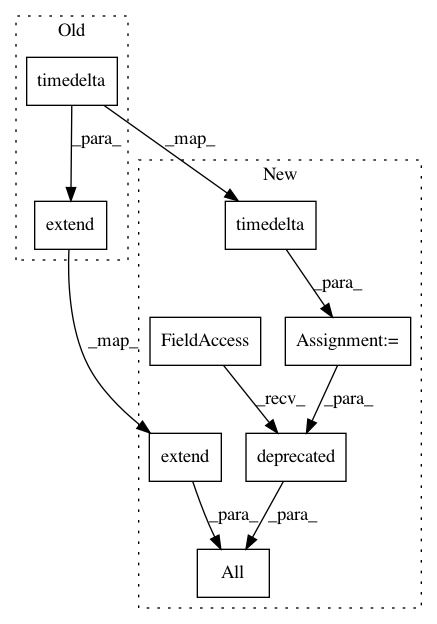 Old
timedelta
_para_
_map_
New
extend
timedelta
_para_
_map_
FieldAccess
Assignment:=
_recv_
_para_
extend
deprecated
_para_
_para_
All